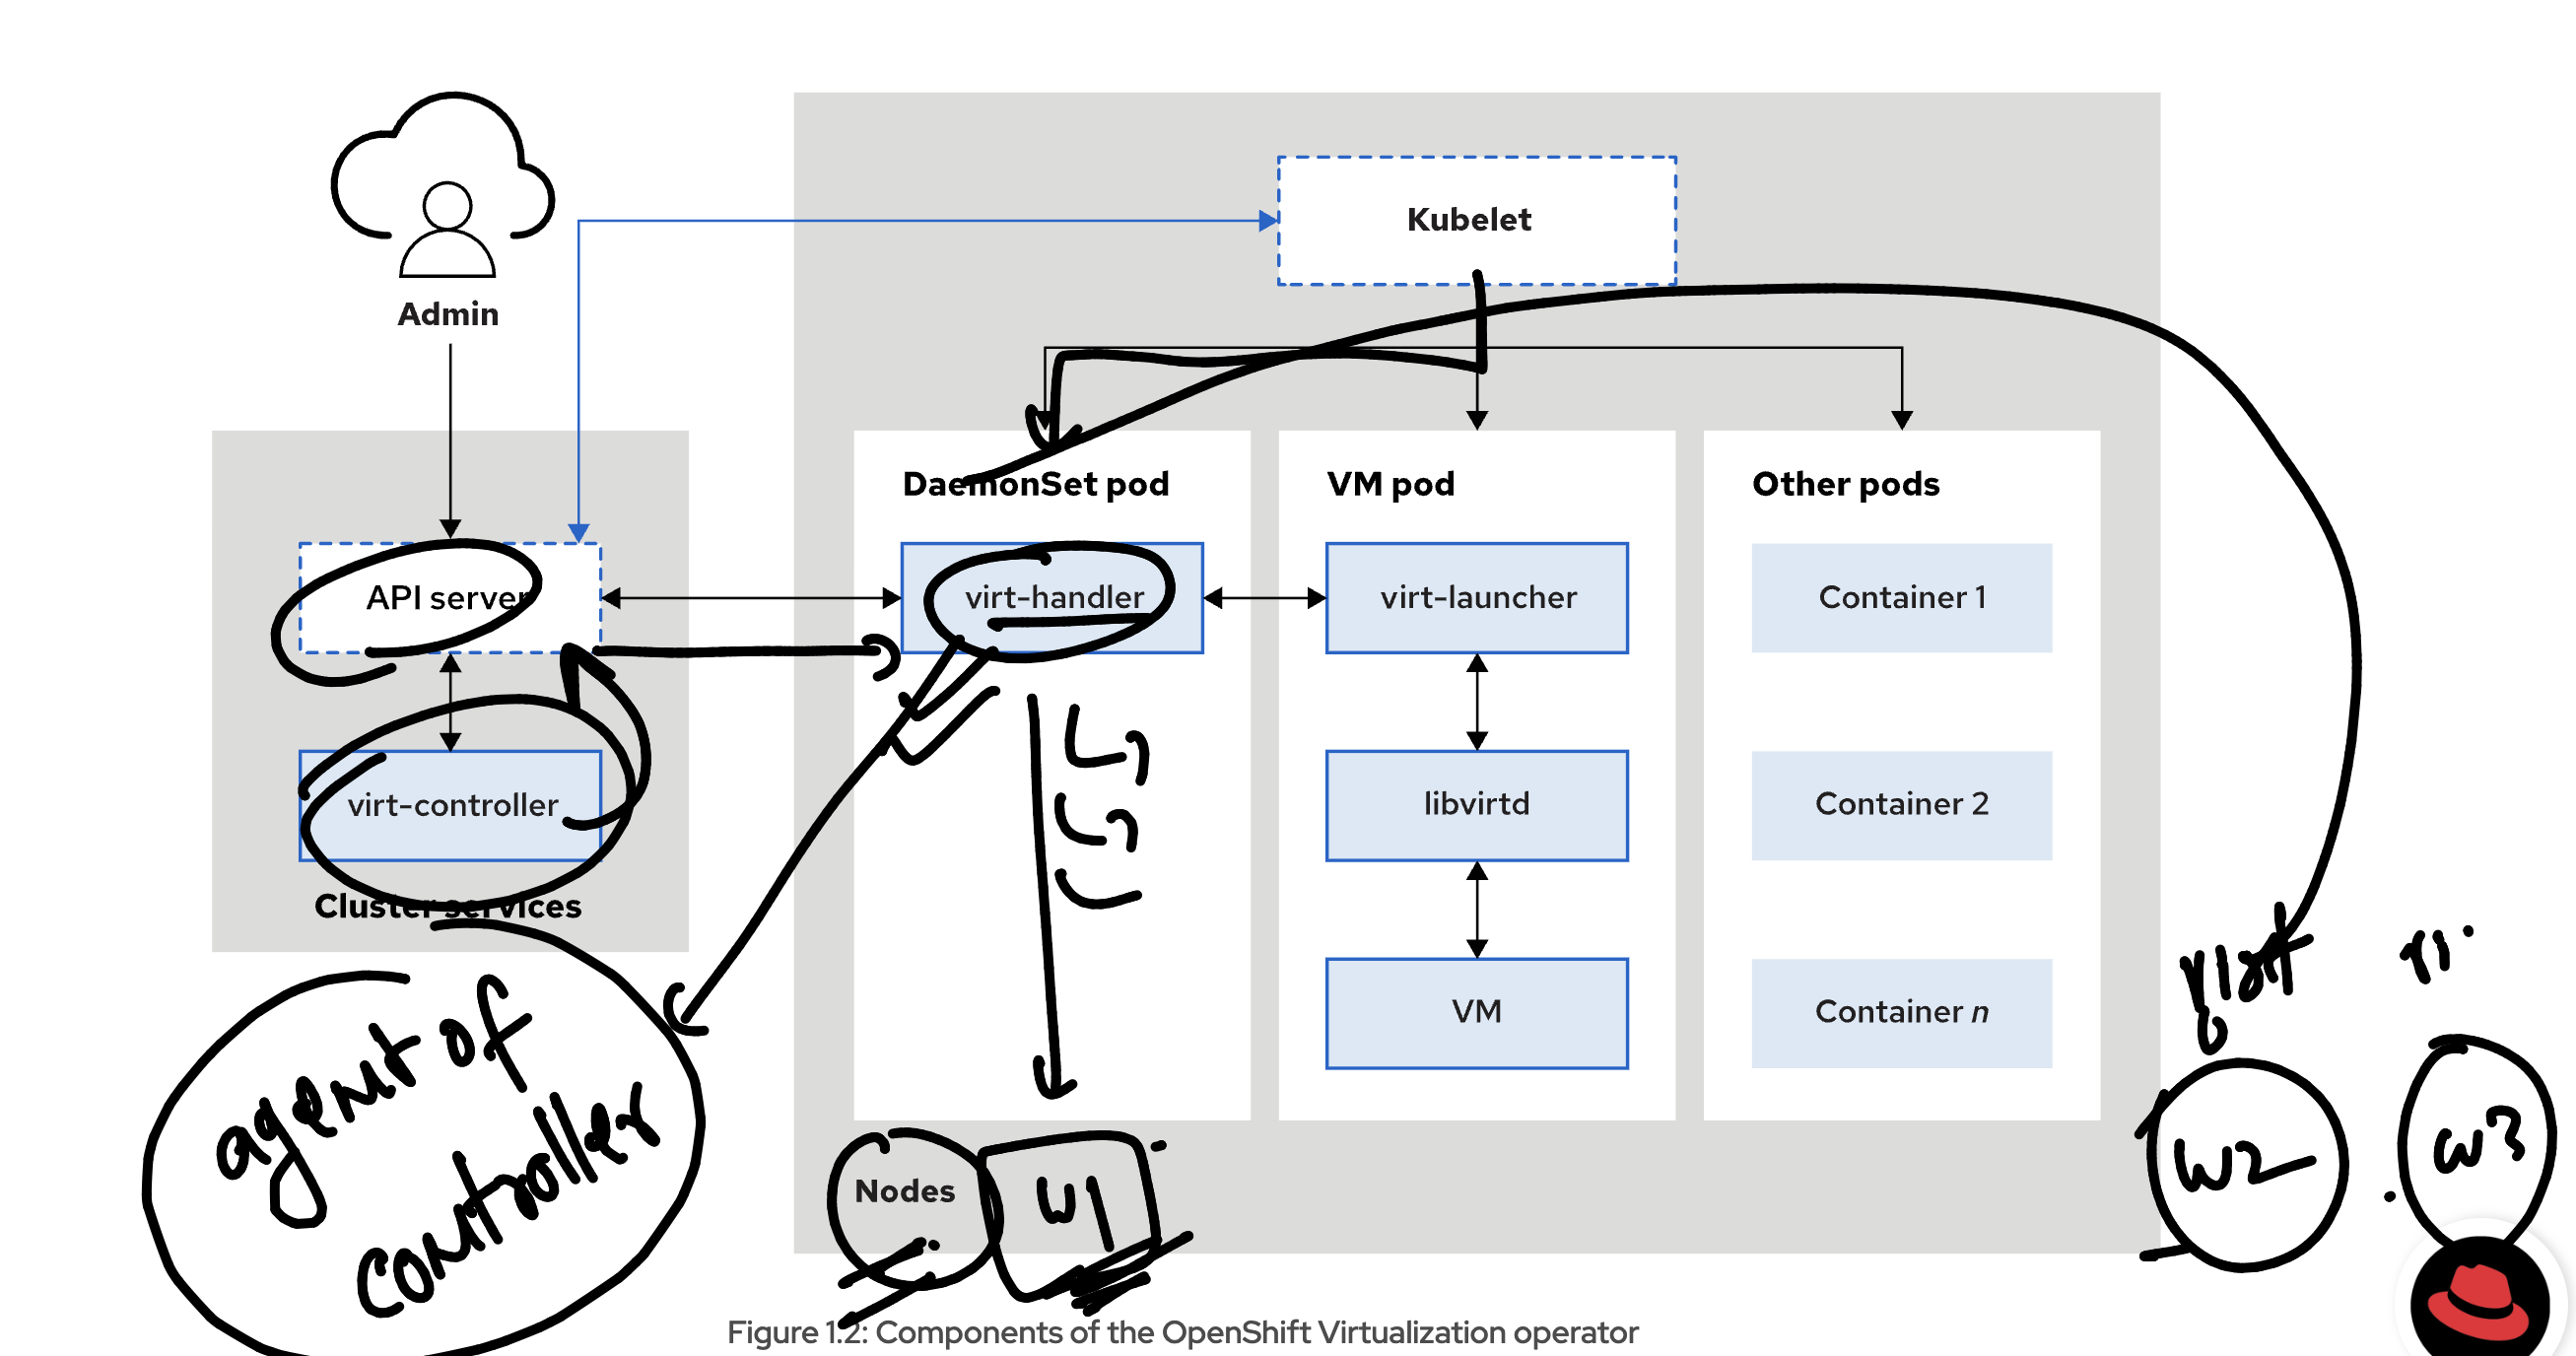 Kubelet
Admin
DaemonSet pod
VM pod
Other pods
API server
virt-handler
virt-launcher
Container 1
virt-controller
libvirtd
Container 2
Cluster services
VM
Container n
agent of
controller
Nodes
W1
W2
W3
Figure 1.2: Components of the OpenShift Virtualization operator